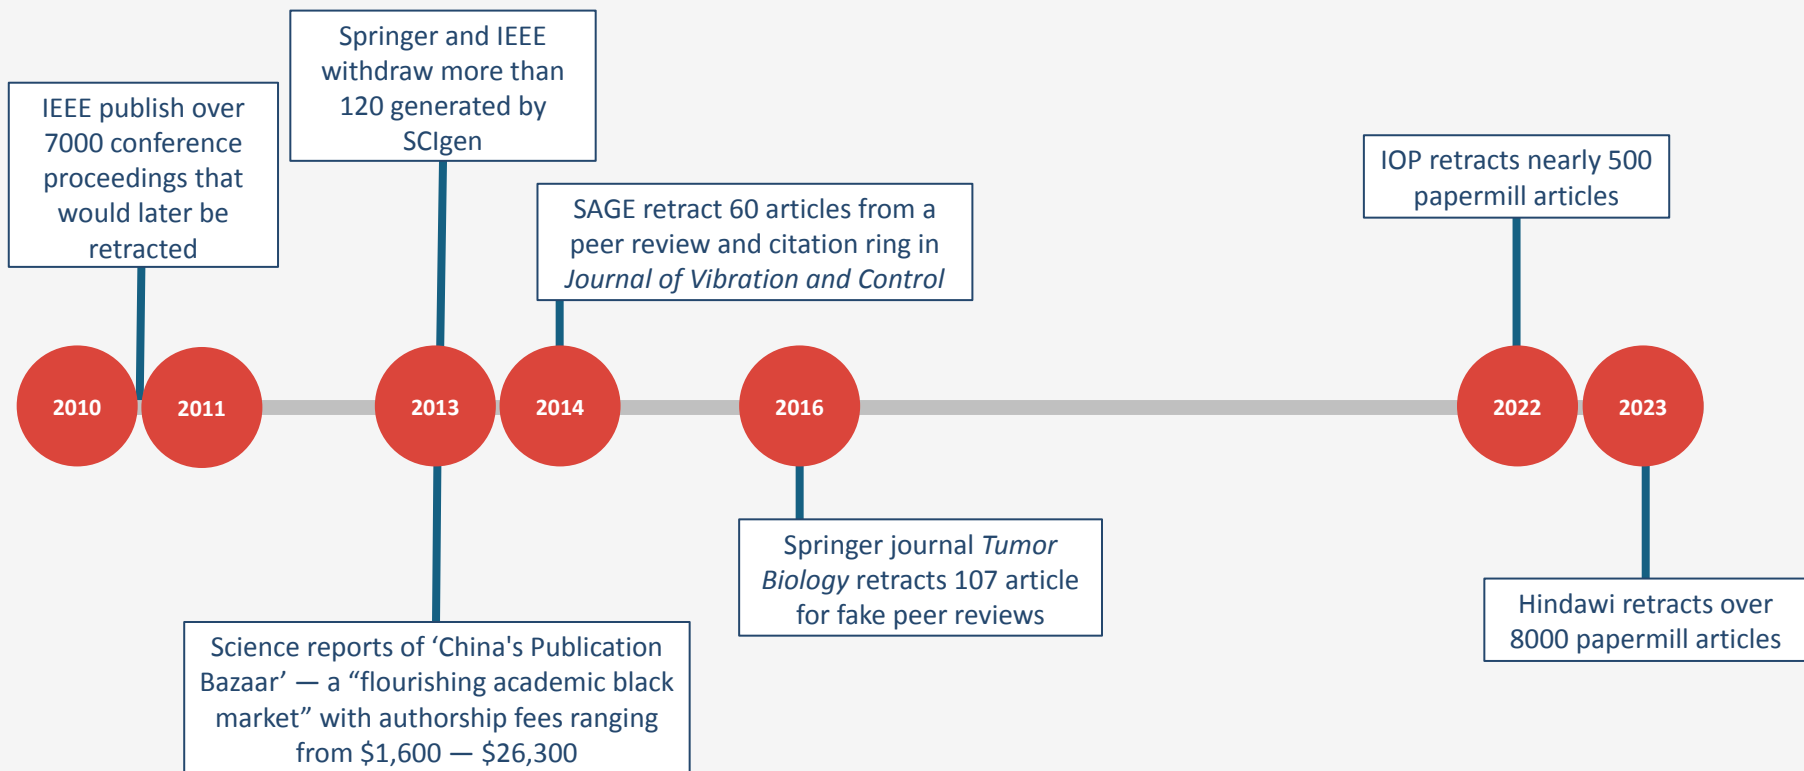 IEEE publish over
7000 conference
proceedings that
would later be
retracted
Springer and IEEE
withdraw more than
120 generated by
SCIgen
SAGE retract 60 articles from a
peer review and citation ring in
Journal of Vibration and Control
IOP retracts nearly 500
papermill articles
2010
2011
2013
2014
2016
2022
2023
Science reports of ‘China's Publication
Bazaar’ — a “flourishing academic black
market” with authorship fees ranging
from $1,600 — $26,300
Springer journal Tumor
Biology retracts 107 article
for fake peer reviews
Hindawi retracts over
8000 papermill articles